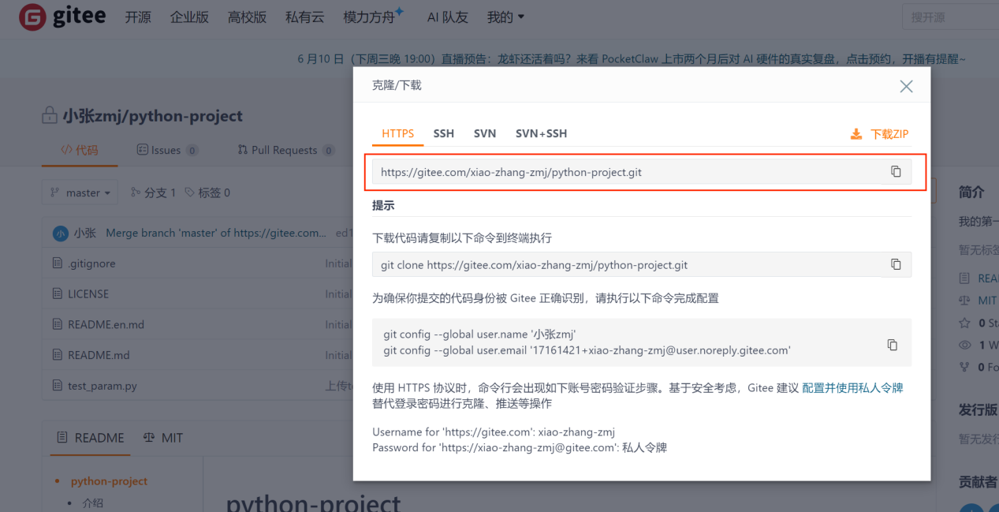 gitee 开源 企业版 高校版 私有云 模力方舟 AI 队友 我的 搜开源
6 月 10 日（下周三晚 19:00）直播预告：龙虾还活着吗？来看 PocketClaw 上市两个月后对 AI 硬件的真实复盘，点击预约，开播有提醒~
克隆/下载
小张zmj/python-project
HTTPS SSH SVN SVN+SSH 下载ZIP
代码 Issues 0 Pull Requests 0
https://gitee.com/xiao-zhang-zmj/python-project.git
master 分支 1 标签 0
简介
提示
我的第一
小 小张 Merge branch 'master' of https://gitee.com... ed1
下载代码请复制以下命令到终端执行
暂无标签
.gitignore Initial
git clone https://gitee.com/xiao-zhang-zmj/python-project.git
REA
LICENSE Initial
为确保你提交的代码身份被 Gitee 正确识别，请执行以下命令完成配置
MIT
README.en.md Initial
0 Sta
git config --global user.name '小张zmj'
git config --global user.email '17161421+xiao-zhang-zmj@user.noreply.gitee.com'
1 W
README.md Initial
0 Fo
test_param.py 上传te
使用 HTTPS 协议时，命令行会出现如下账号密码验证步骤。基于安全考虑，Gitee 建议 配置并使用私人令牌
替代登录密码进行克隆、推送等操作
发行版
README MIT
Username for 'https://gitee.com': xiao-zhang-zmj
暂无发行
Password for 'https://xiao-zhang-zmj@gitee.com': 私人令牌
python-project
贡献者
介绍
python-project